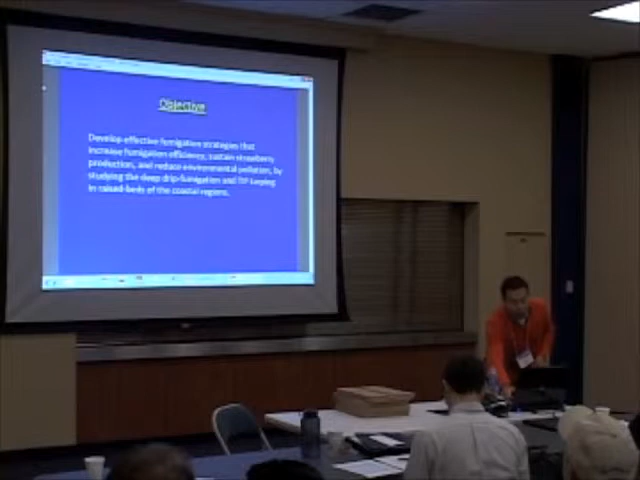 Objective
Develop effective fumigation strategies that
increase fumigation efficiency, sustain strawberry
production, and reduce environmental pollution, by
studying the deep drip-fumigation and TIF tarping
in raised-beds of the coastal regions.